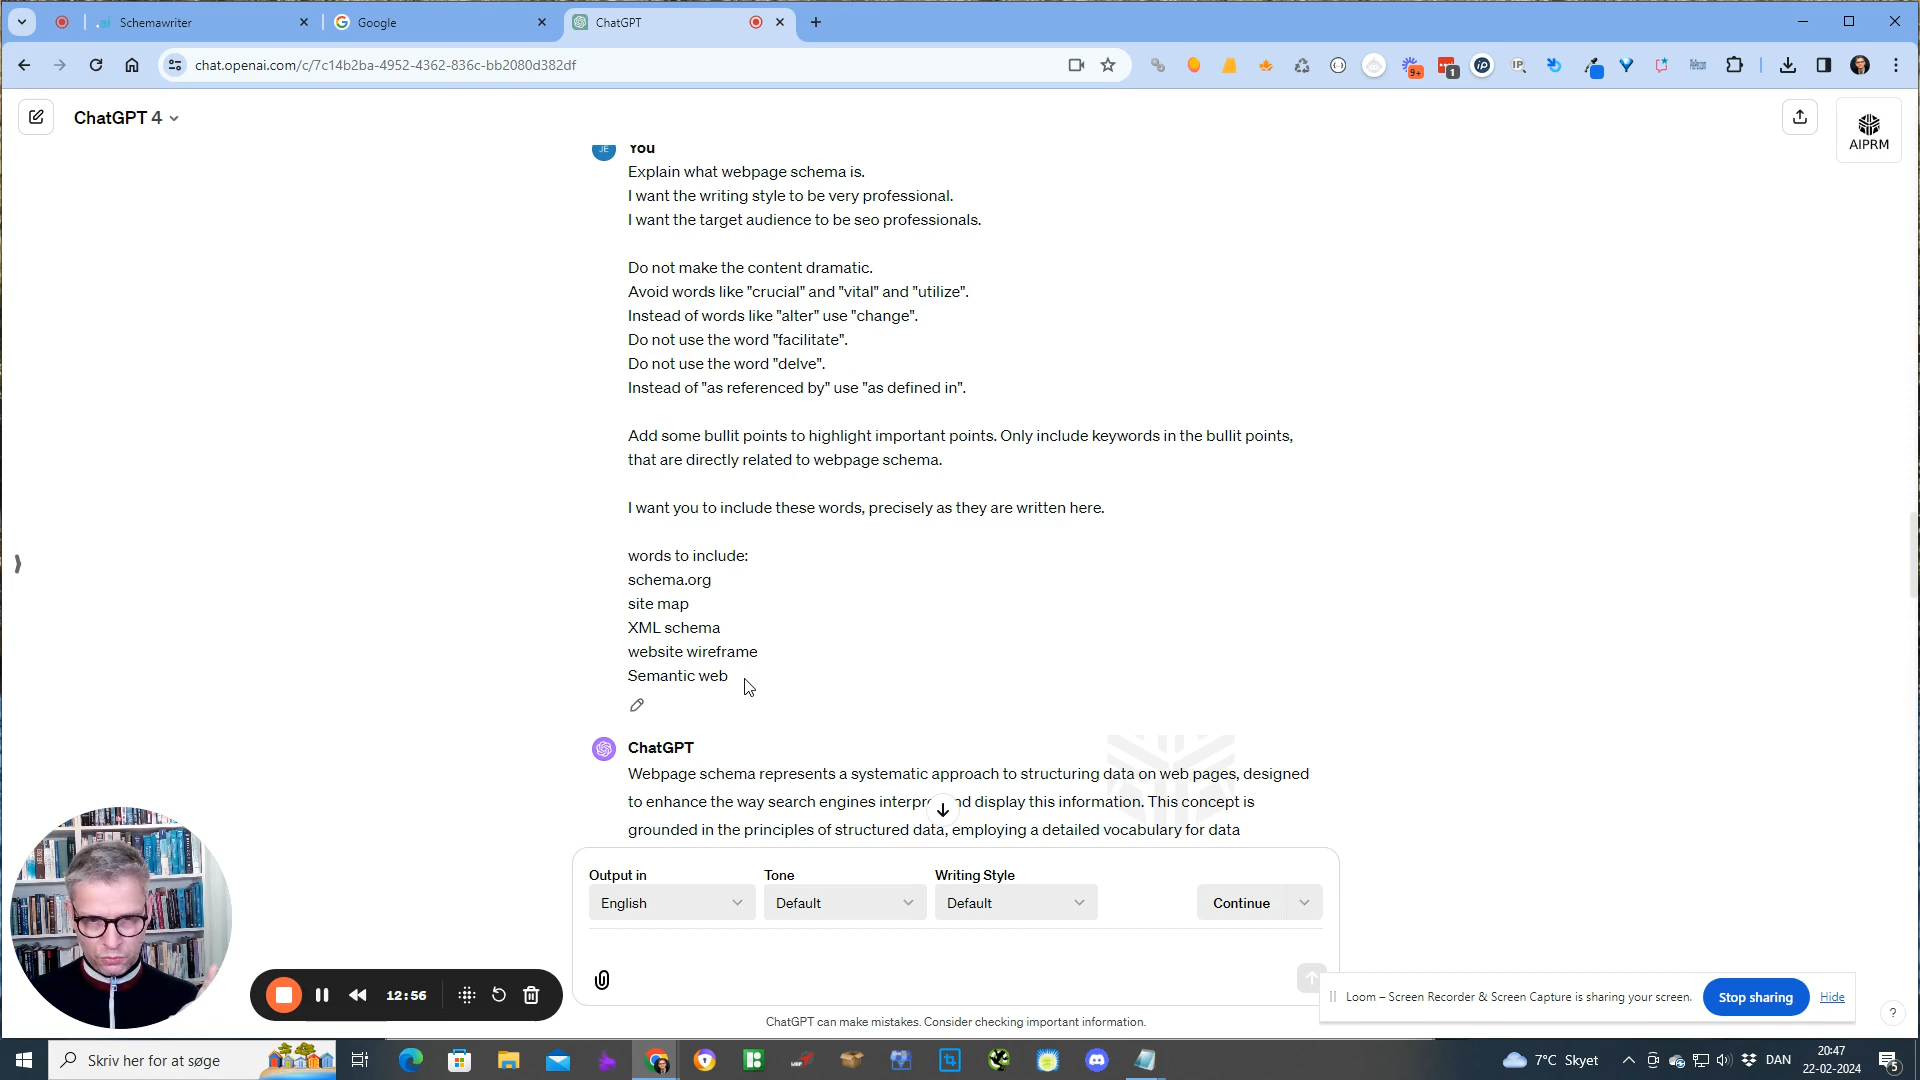 Schemawriter
Google
ChatGPT
chat.openai.com/c/7c14b2ba-4952-4362-836c-bb2080d382df
9+
1
ChatGPT 4
AIPRM
JE
You
Explain what webpage schema is.
I want the writing style to be very professional.
I want the target audience to be seo professionals.
Do not make the content dramatic.
Avoid words like "crucial" and "vital" and "utilize".
Instead of words like "alter" use "change".
Do not use the word "facilitate".
Do not use the word "delve".
Instead of "as referenced by" use "as defined in".
Add some bullit points to highlight important points. Only include keywords in the bullit points,
that are directly related to webpage schema.
I want you to include these words, precisely as they are written here.
words to include:
schema.org
site map
XML schema
website wireframe
Semantic web
ChatGPT
Webpage schema represents a systematic approach to structuring data on web pages, designed
to enhance the way search engines and display this information. This concept is
grounded in the principles of structured data, employing a detailed vocabulary for data
Output in
Tone
Writing Style
English
Default
Default
Continue
12:56
Loom – Screen Recorder & Screen Capture is sharing your screen.
Stop sharing
Hide
?
ChatGPT can make mistakes. Consider checking important information.
Skriv her for at søge
7°C Skyet
DAN
20:47
22-02-2024
5